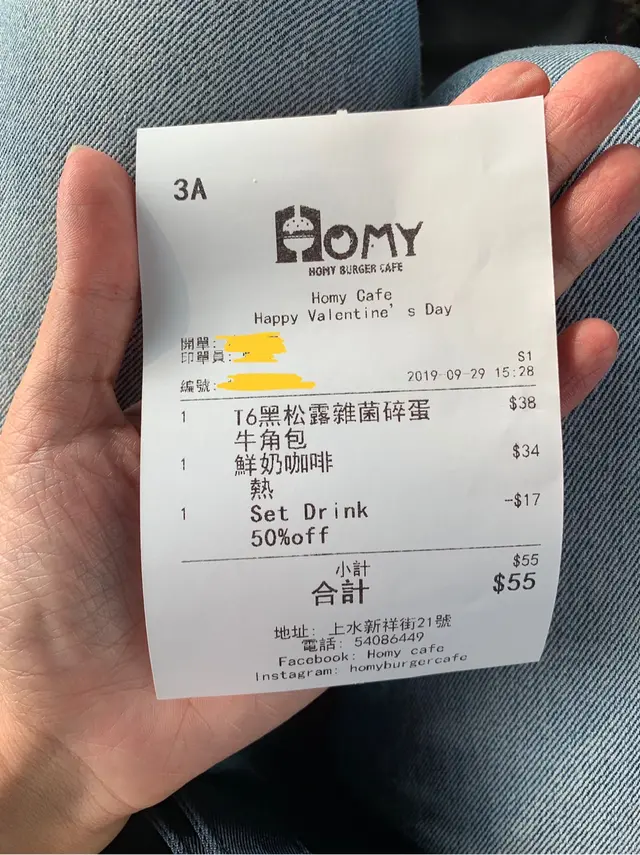 3A
HOMY
HOMY BURGER CAFE
Homy Cafe
Happy Valentine's Day
開單:
印單員: S1
編號: 2019-09-29 15:28
1 T6黑松露雜菌碎蛋 $38
牛角包
1 鮮奶咖啡 $34
熱
1 Set Drink -$17
50%off
小計 $55
合計 $55
地址: 上水新祥街21號
電話: 54086449
Facebook: Homy cafe
Instagram: homyburgercafe